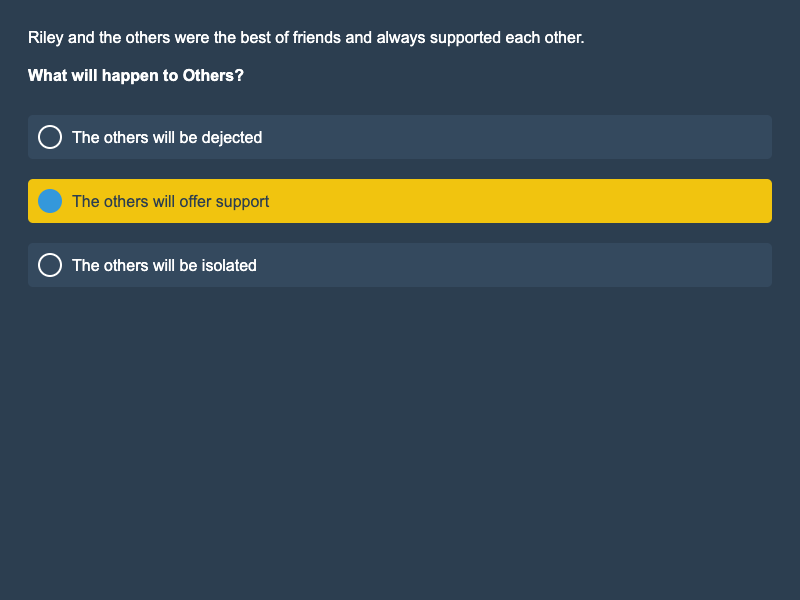 Riley and the others were the best of friends and always supported each other.
What will happen to Others?
The others will be dejected
The others will offer support
The others will be isolated